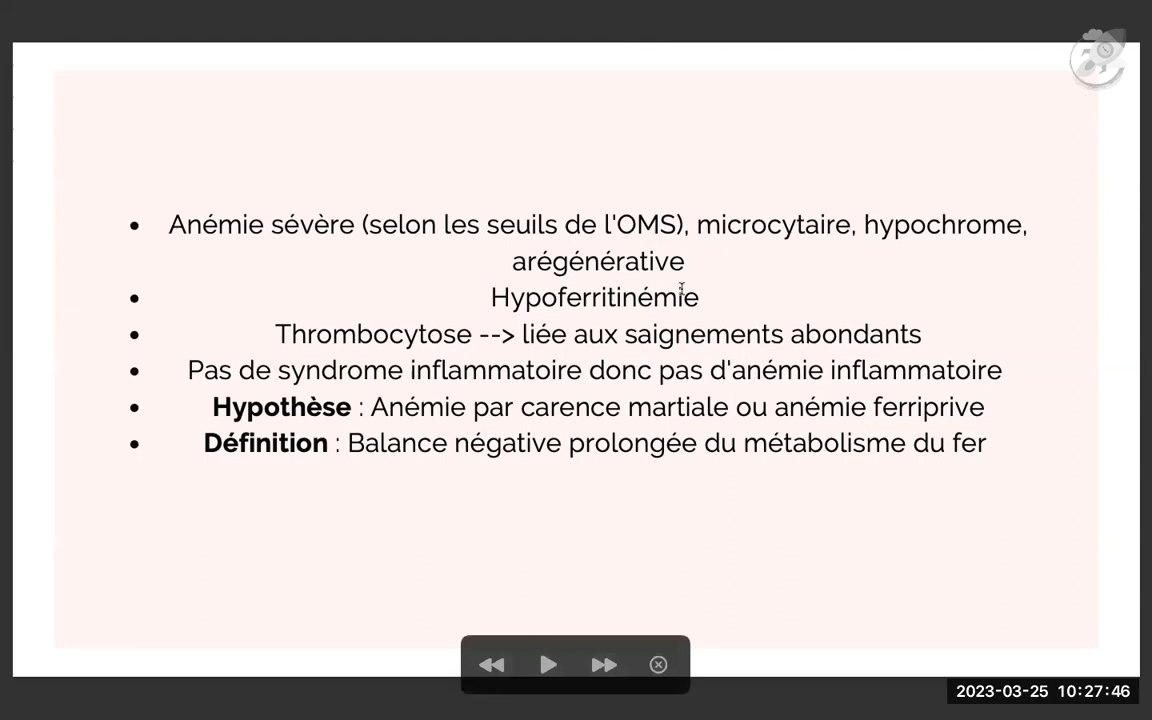 • Anémie sévère (selon les seuils de l'OMS), microcytaire, hypochrome,
arégénérative
• Hypoferritinémie
• Thrombocytose --> liée aux saignements abondants
• Pas de syndrome inflammatoire donc pas d'anémie inflammatoire
• Hypothèse : Anémie par carence martiale ou anémie ferriprive
• Définition : Balance négative prolongée du métabolisme du fer
2023-03-25 10:27:46